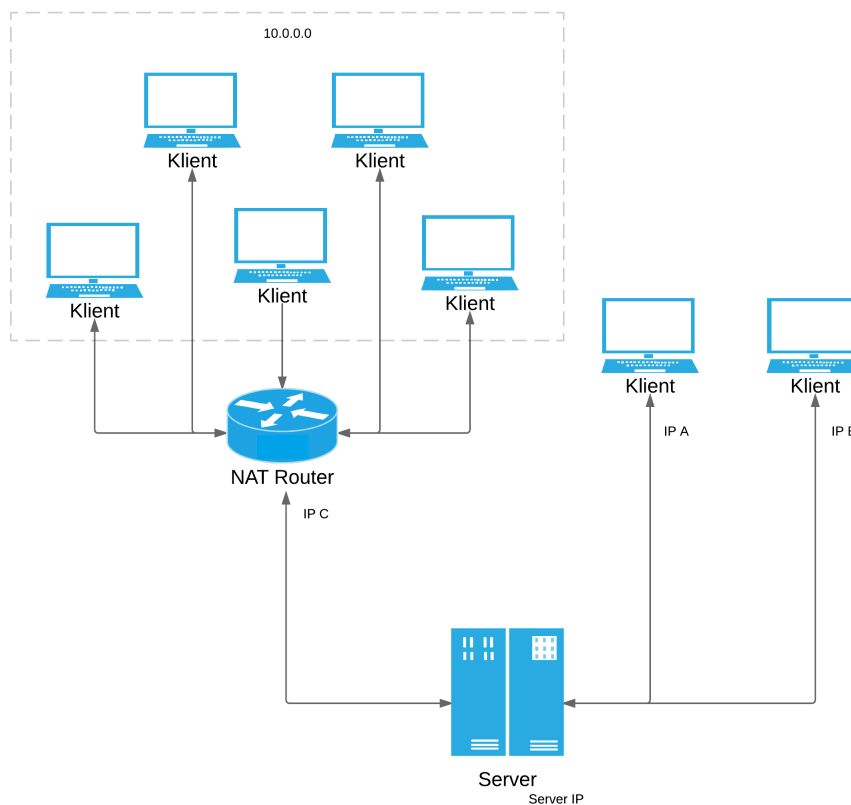 10.0.0.0
Klient
Klient
Klient
Klient
Klient
Klient
Klient
IP A
NAT Router
IP C
Server
Server IP